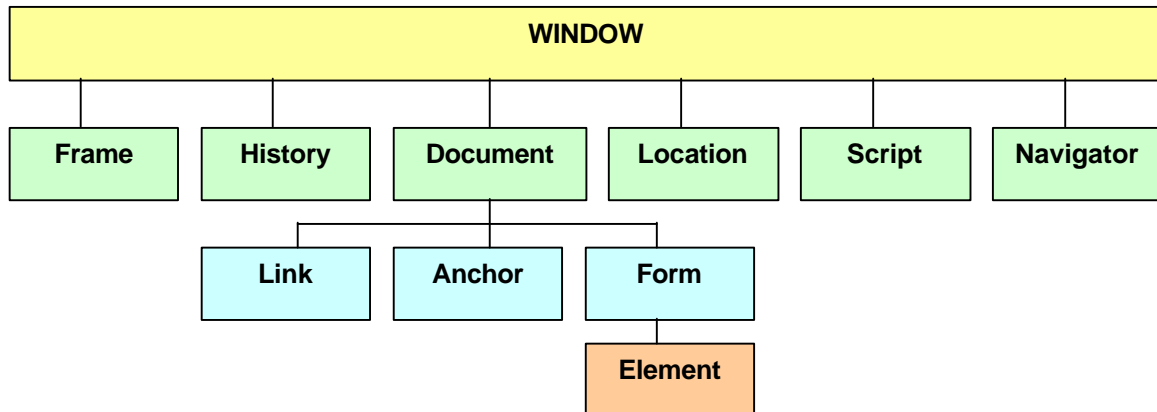 WINDOW
Frame History Document Location Script Navigator
Link Anchor Form
Element